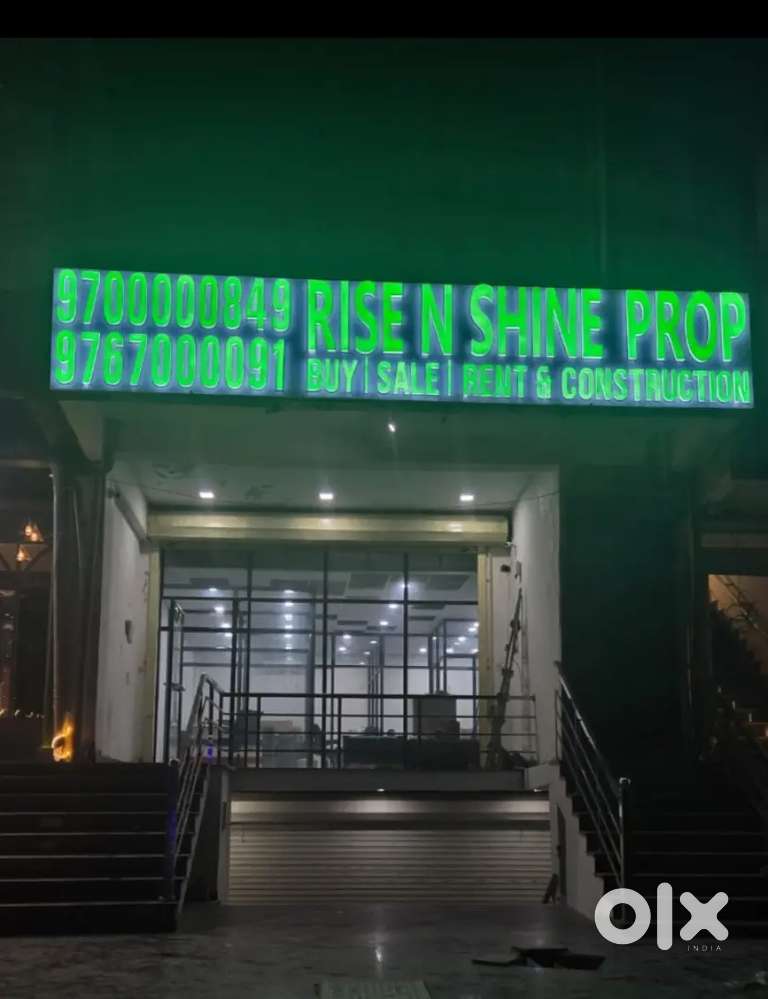 9700000849
9767000091
RISE N SHINE PROP
BUY | SALE | RENT & CONSTRUCTION
olx
INDIA